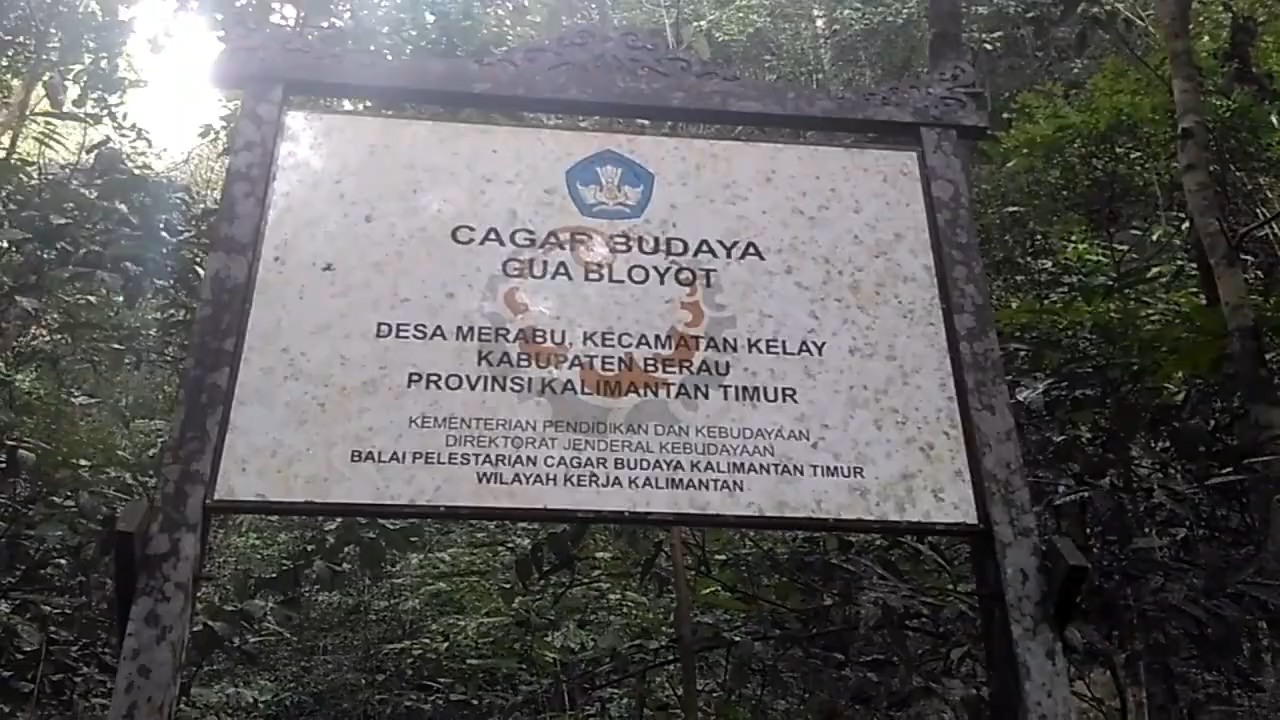 CAGAR BUDAYA
GUA BLOYOT
DESA MERABU, KECAMATAN KELAY
KABUPATEN BERAU
PROVINSI KALIMANTAN TIMUR
KEMENTERIAN PENDIDIKAN DAN KEBUDAYAAN
DIREKTORAT JENDERAL KEBUDAYAAN
BALAI PELESTARIAN CAGAR BUDAYA KALIMANTAN TIMUR
WILAYAH KERJA KALIMANTAN